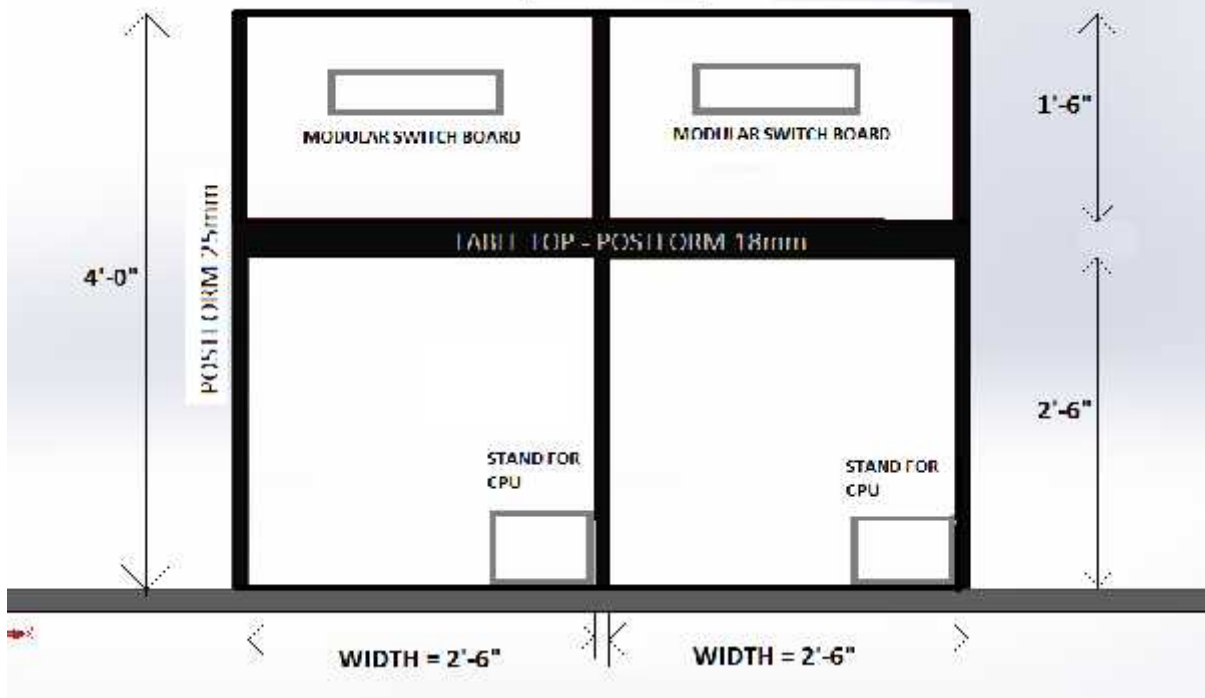 1'-6"
MODULAR SWITCH BOARD
MODULAR SWITCH BOARD
POSTFORM 25mm
TABLE TOP - POSTFORM 18mm
4'-0"
2'-6"
STAND FOR
CPU
STAND FOR
CPU
WIDTH = 2'-6"
WIDTH = 2'-6"